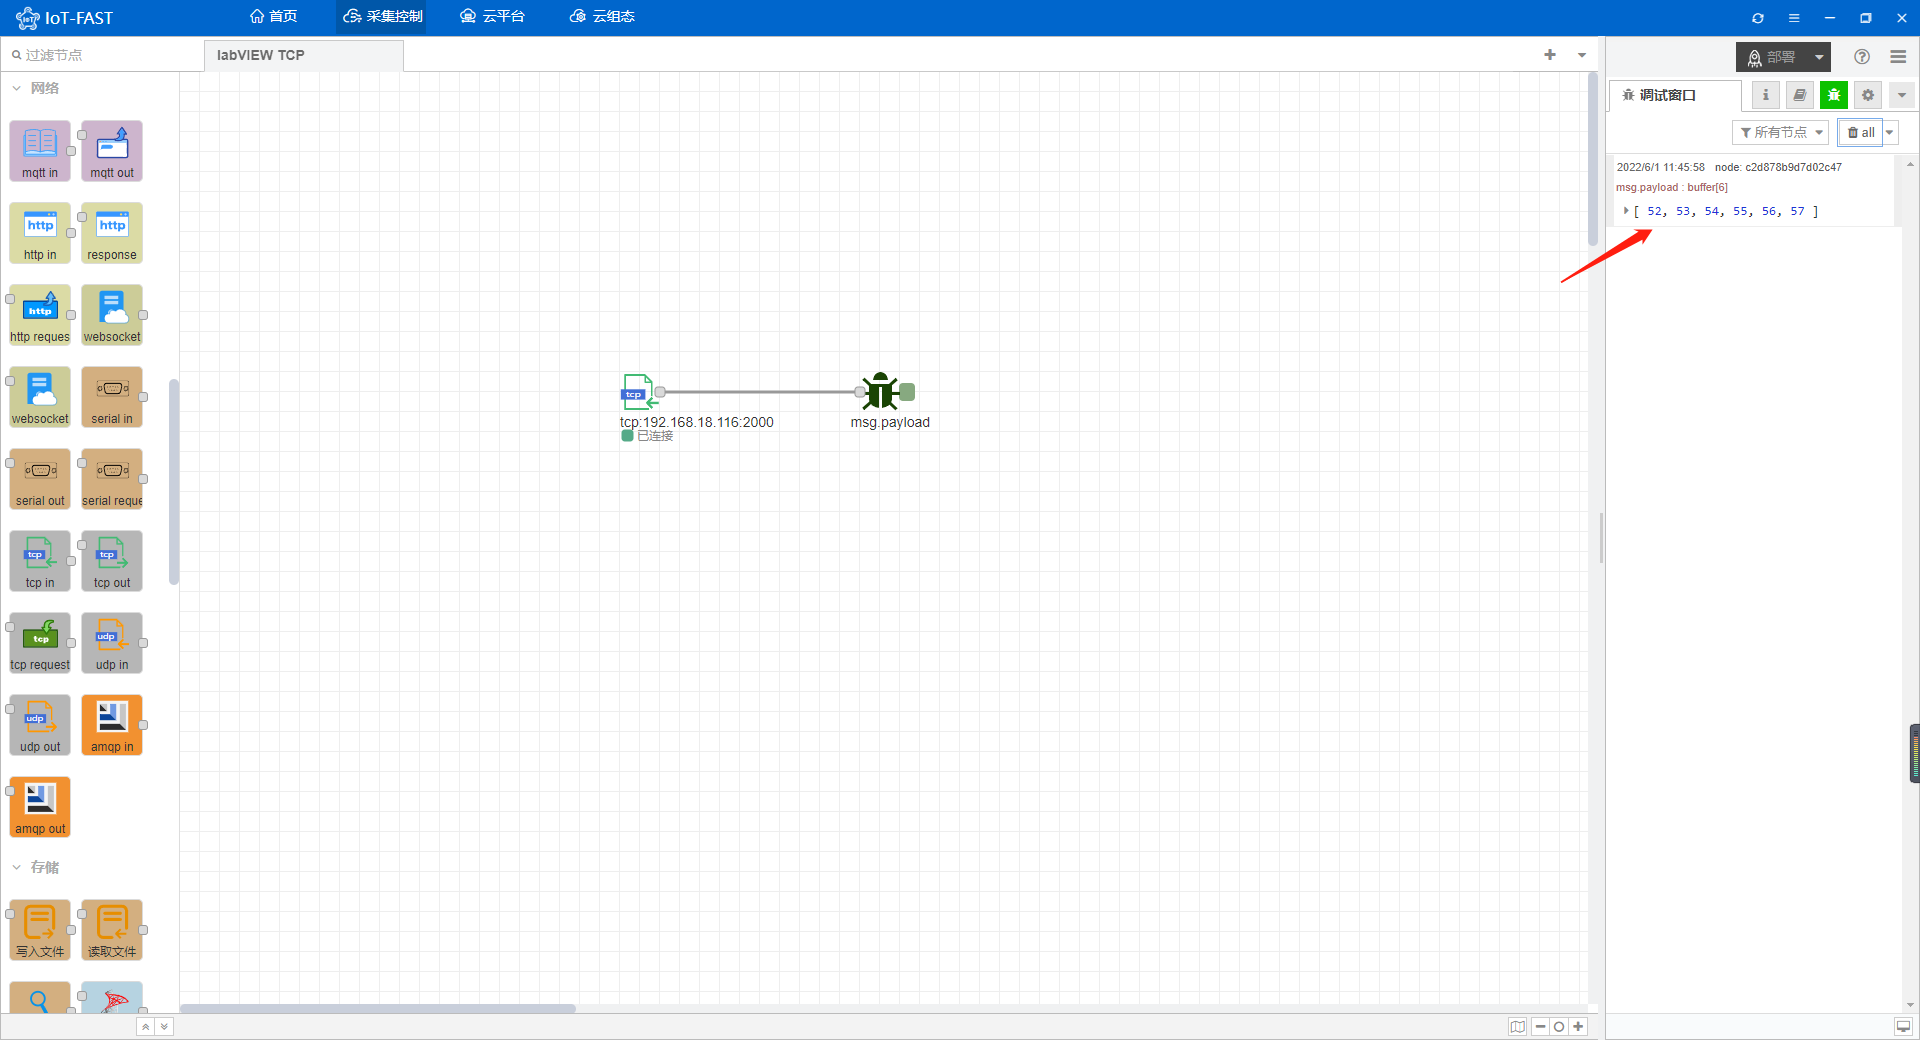 IoT-FAST
首页
采集控制
云平台
云组态
过滤节点
labVIEW TCP
部署
网络
调试窗口
所有节点
all
mqtt in
mqtt out
2022/6/1 11:45:58 node: c2d878b9d7d02c47
msg.payload : buffer[6]
[ 52, 53, 54, 55, 56, 57 ]
http
http
http in
response
http
http reques
websocket
websocket
serial in
tcp
tcp:192.168.18.116:2000
已连接
msg.payload
serial out
serial reque
tcp
tcp
tcp in
tcp out
tcp
udp
tcp request
udp in
udp
udp out
amqp in
amqp out
存储
写入文件
读取文件